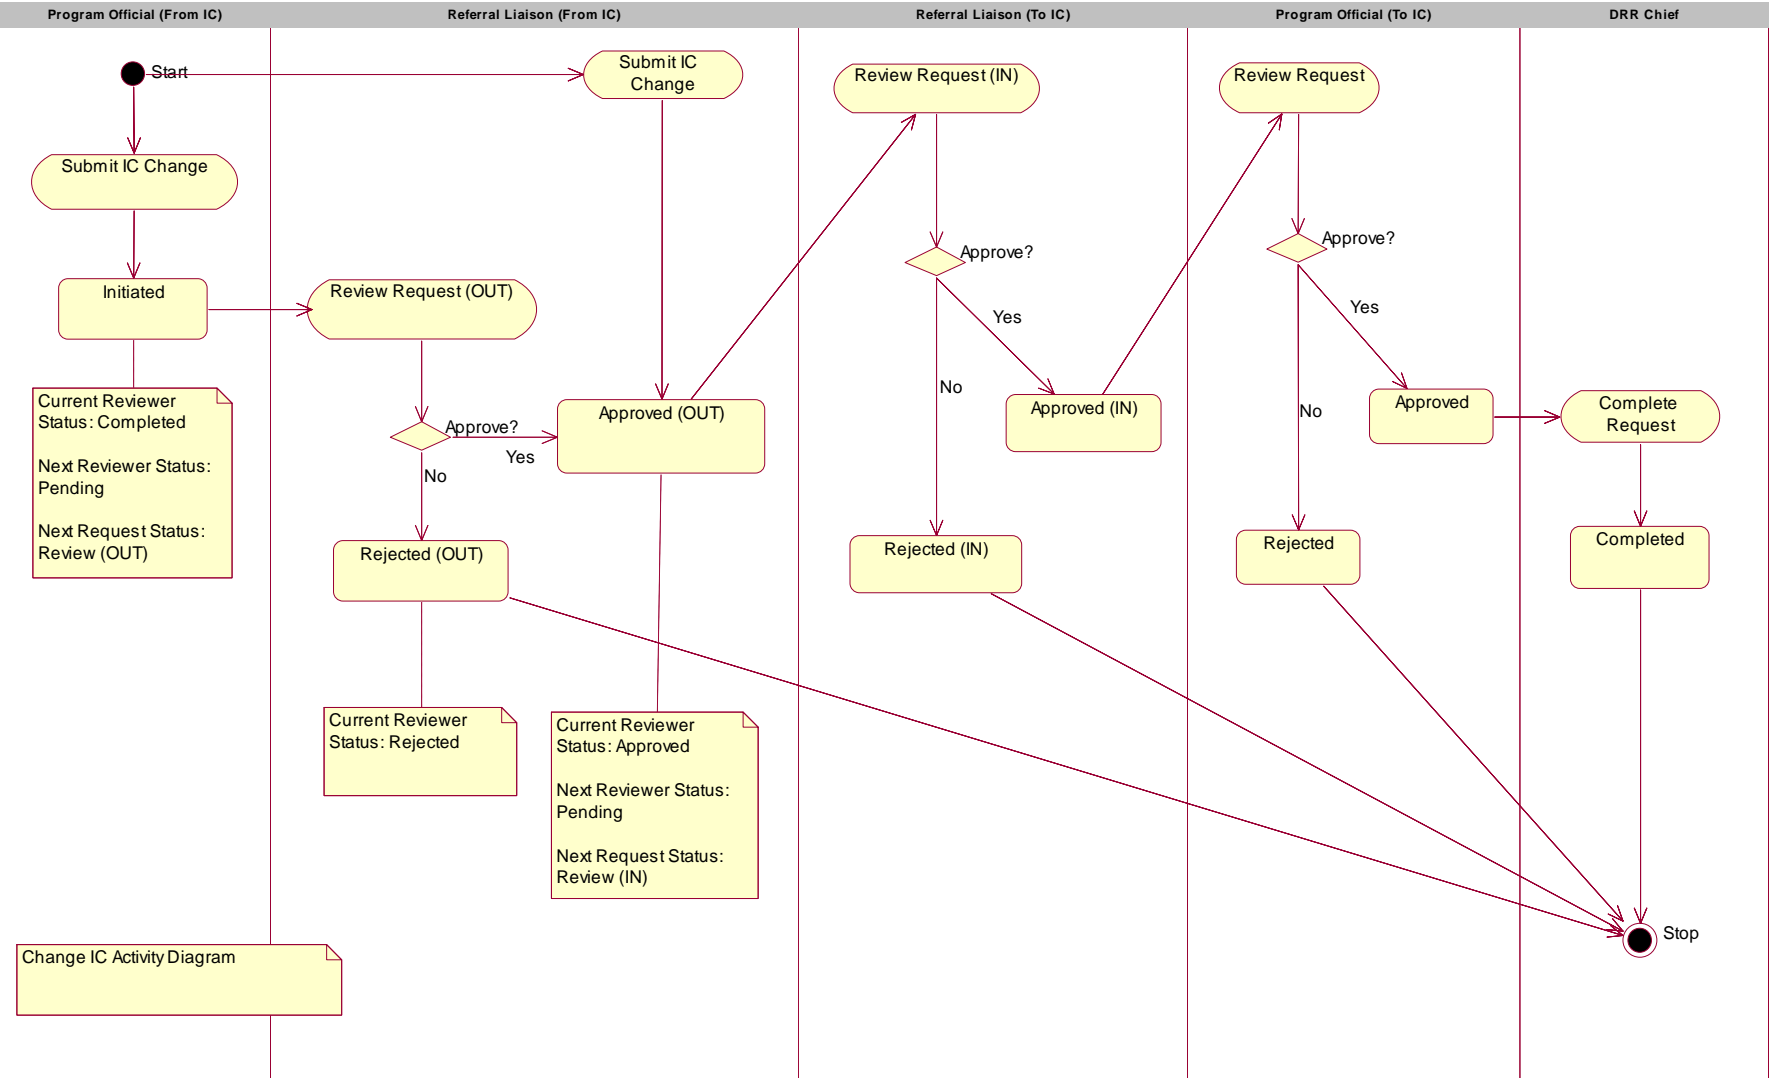 Program Official (From IC)
Referral Liaison (From IC)
Referral Liaison (To IC)
Program Official (To IC)
DRR Chief
Start
Submit IC Change
Initiated
Current Reviewer
Status: Completed
Next Reviewer Status:
Pending
Next Request Status:
Review (OUT)
Change IC Activity Diagram
Submit IC
Change
Review Request (OUT)
Approve?
Yes
No
Approved (OUT)
Rejected (OUT)
Current Reviewer
Status: Rejected
Current Reviewer
Status: Approved
Next Reviewer Status:
Pending
Next Request Status:
Review (IN)
Review Request (IN)
Approve?
Yes
No
Approved (IN)
Rejected (IN)
Review Request
Approve?
Yes
No
Approved
Rejected
Complete
Request
Completed
Stop